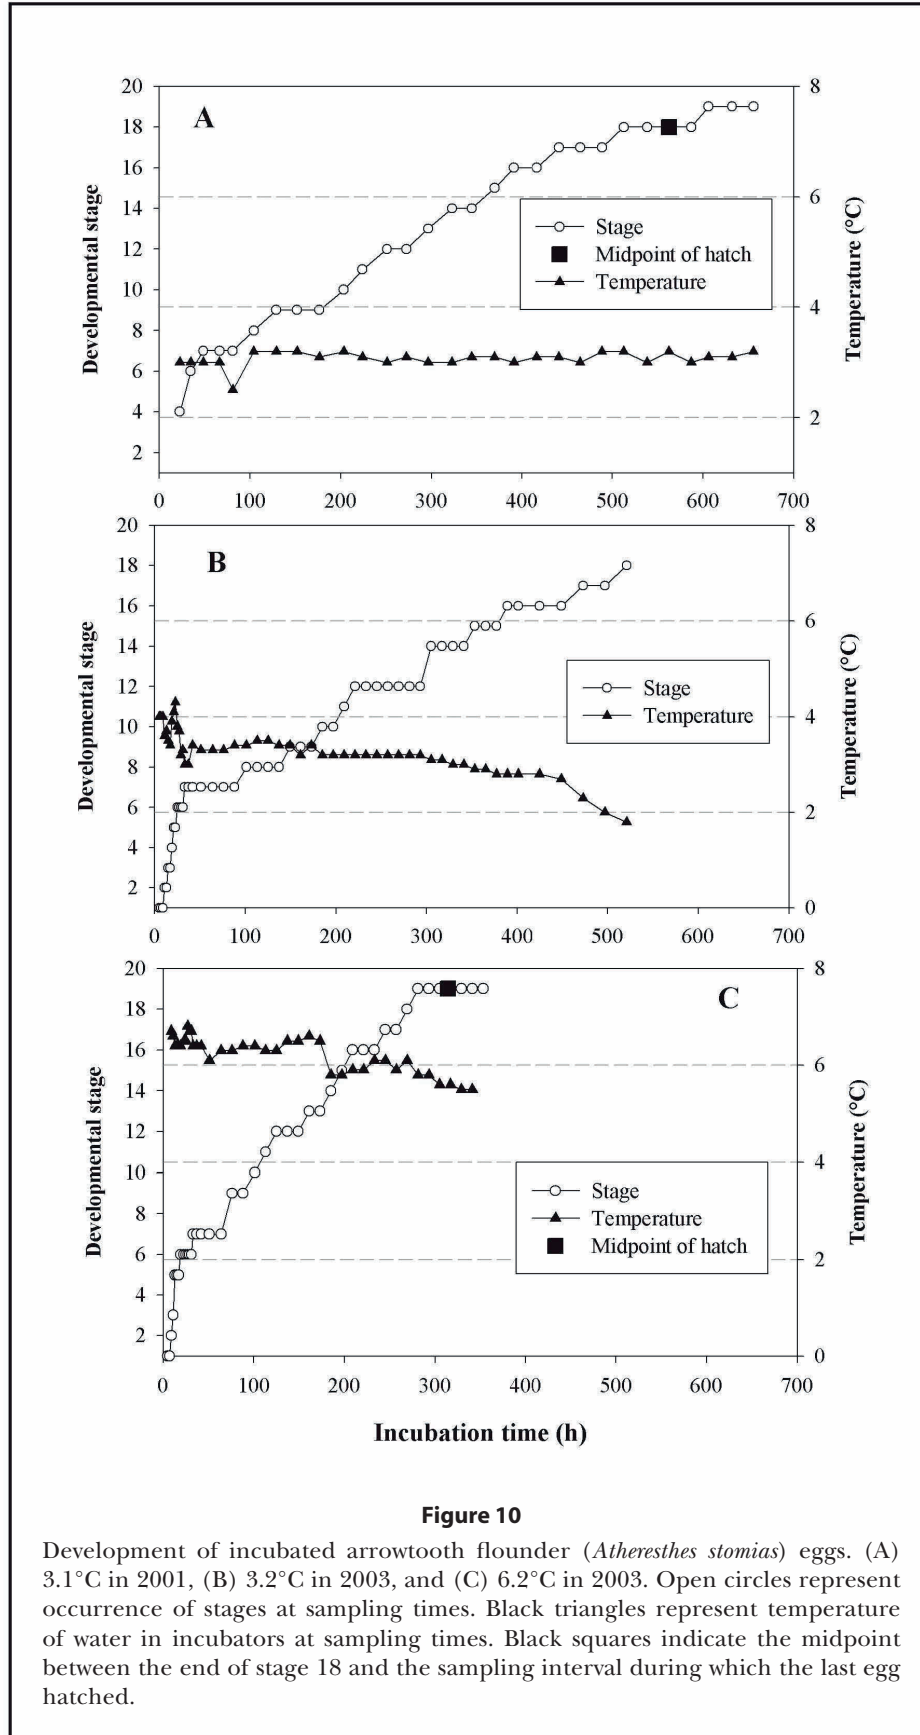 A
20
18
16
14
12
10
8
6
4
2
Developmental stage
8
6
4
2
Temperature (°C)
Stage
Midpoint of hatch
Temperature
0 100 200 300 400 500 600 700
B
20
18
16
14
12
10
8
6
4
2
Developmental stage
8
6
4
2
0
Temperature (°C)
Stage
Temperature
0 100 200 300 400 500 600 700
C
20
18
16
14
12
10
8
6
4
2
Developmental stage
8
6
4
2
0
Temperature (°C)
Stage
Temperature
Midpoint of hatch
0 100 200 300 400 500 600 700
Incubation time (h)
Figure 10
Development of incubated arrowtooth flounder (Atheresthes stomias) eggs. (A)
3.1°C in 2001, (B) 3.2°C in 2003, and (C) 6.2°C in 2003. Open circles represent
occurrence of stages at sampling times. Black triangles represent temperature
of water in incubators at sampling times. Black squares indicate the midpoint
between the end of stage 18 and the sampling interval during which the last egg
hatched.